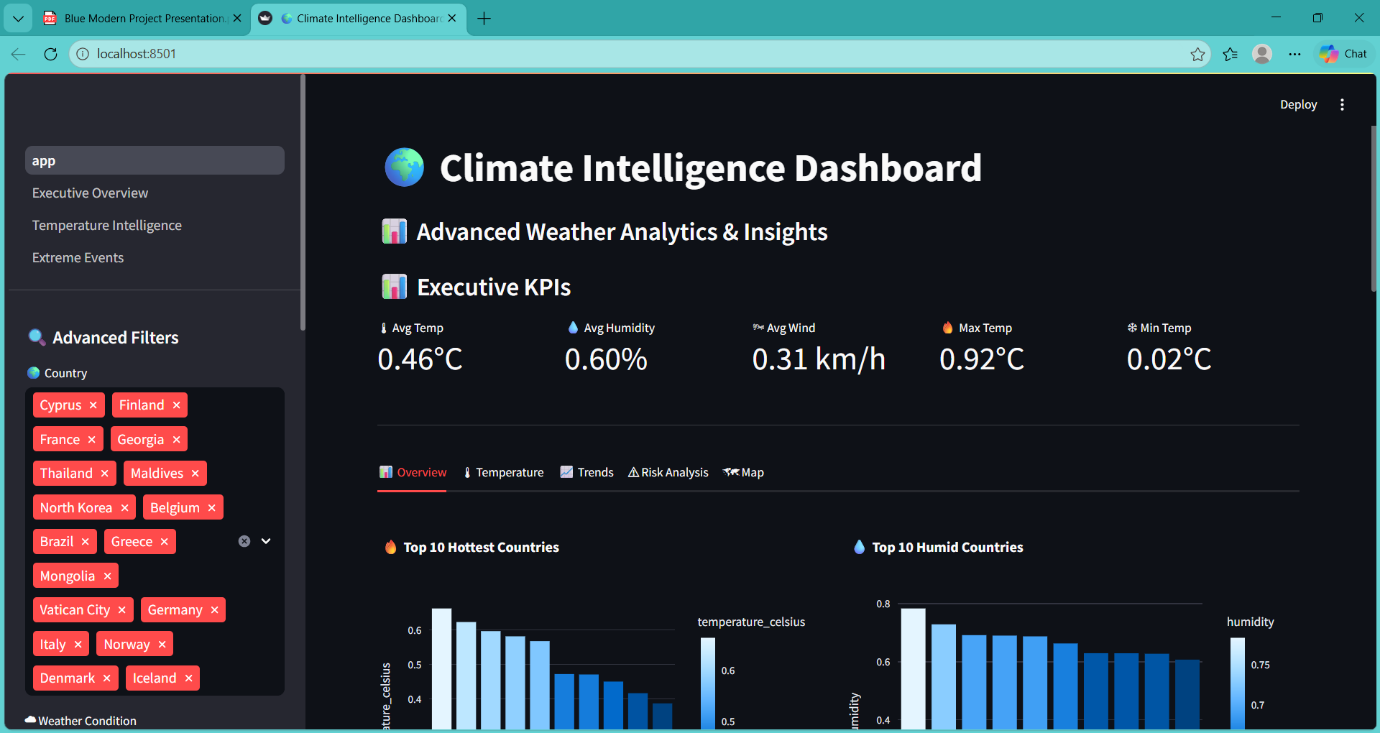 Blue Modern Project Presentation.
Climate Intelligence Dashboard
localhost:8501
Chat
Deploy
app
Executive Overview
Temperature Intelligence
Extreme Events
Advanced Filters
Country
Cyprus × Finland ×
France × Georgia ×
Thailand × Maldives ×
North Korea × Belgium ×
Brazil × Greece ×
Mongolia ×
Vatican City × Germany ×
Italy × Norway ×
Denmark × Iceland ×
Weather Condition
Climate Intelligence Dashboard
Advanced Weather Analytics & Insights
Executive KPIs
Avg Temp
0.46°C
Avg Humidity
0.60%
Avg Wind
0.31 km/h
Max Temp
0.92°C
Min Temp
0.02°C
Overview Temperature Trends Risk Analysis Map
Top 10 Hottest Countries
0.6
0.5
0.4
temperature_celsius
0.6
0.5
Top 10 Humid Countries
0.8
0.6
0.4
humidity
0.75
0.7